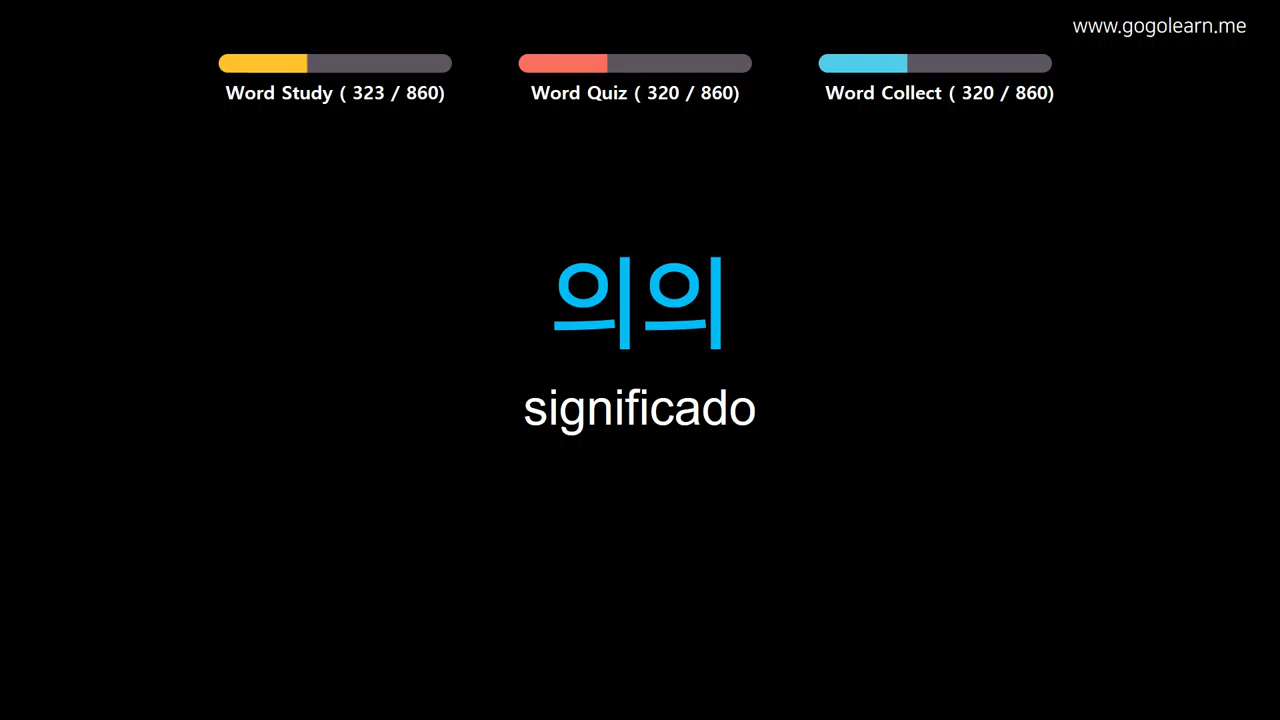 www.gogolearn.me
Word Study ( 323 / 860)
Word Quiz ( 320 / 860)
Word Collect ( 320 / 860)
의의
significado